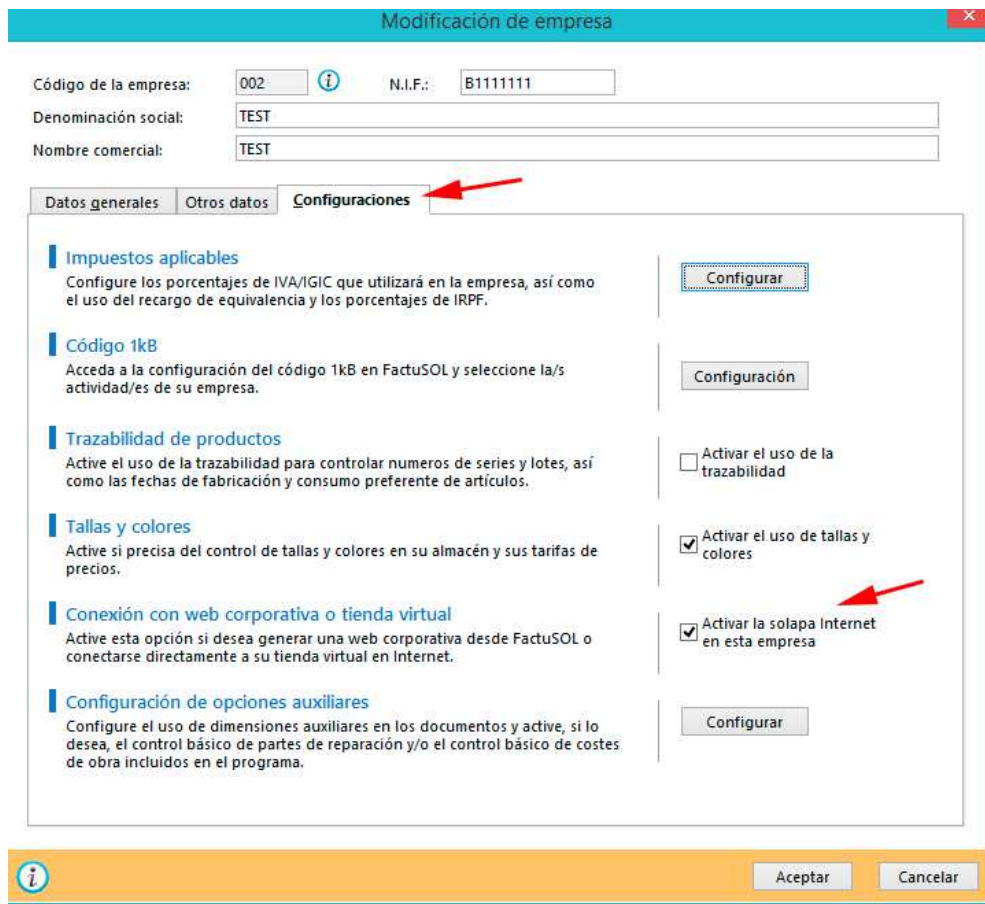 Modificación de empresa
Código de la empresa: 002 N.I.F.: B1111111
Denominación social: TEST
Nombre comercial: TEST
Datos generales Otros datos Configuraciones
Impuestos aplicables
Configure los porcentajes de IVA/IGIC que utilizará en la empresa, así como
el uso del recargo de equivalencia y los porcentajes de IRPF.
Configurar
Código 1kB
Acceda a la configuración del código 1kB en FactuSOL y seleccione la/s
actividad/es de su empresa.
Configuración
Trazabilidad de productos
Active el uso de la trazabilidad para controlar numeros de series y lotes, así
como las fechas de fabricación y consumo preferente de artículos.
Activar el uso de la
trazabilidad
Tallas y colores
Active si precisa del control de tallas y colores en su almacén y sus tarifas de
precios.
Activar el uso de tallas y
colores
Conexión con web corporativa o tienda virtual
Active esta opción si desea generar una web corporativa desde FactuSOL o
conectarse directamente a su tienda virtual en Internet.
Activar la solapa Internet
en esta empresa
Configuración de opciones auxiliares
Configure el uso de dimensiones auxiliares en los documentos y active, si lo
desea, el control básico de partes de reparación y/o el control básico de costes
de obra incluidos en el programa.
Configurar
Aceptar Cancelar